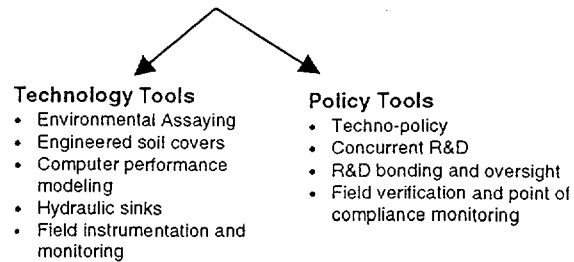 Technology Tools
• Environmental Assaying
• Engineered soil covers
• Computer performance
modeling
• Hydraulic sinks
• Field instrumentation and
monitoring
Policy Tools
• Techno-policy
• Concurrent R&D
• R&D bonding and oversight
• Field verification and point of
compliance monitoring